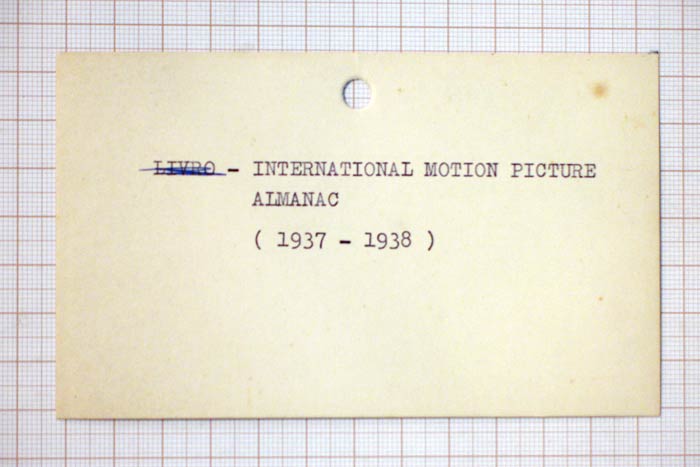 LIVRO - INTERNATIONAL MOTION PICTURE
ALMANAC
( 1937 - 1938 )